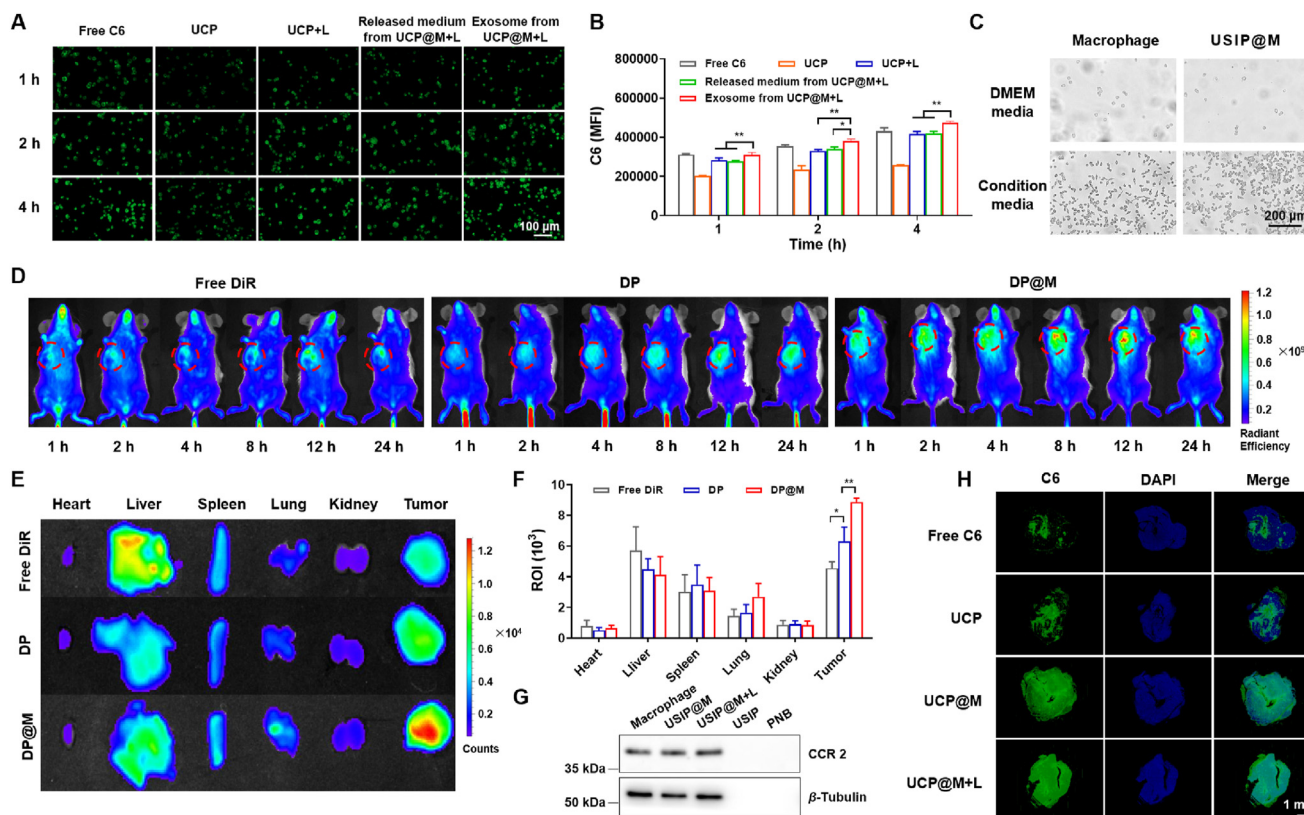 A
Free C6
UCP
UCP+L
Released medium
from UCP@M+L
Exosome from
UCP@M+L
1 h
2 h
4 h
100 µm
B
Free C6
UCP
UCP+L
Released medium from UCP@M+L
Exosome from UCP@M+L
C6 (MFI)
800000
600000
400000
200000
0
**
**
*
**
1
2
4
Time (h)
C
Macrophage
USIP@M
DMEM
media
Condition
media
200 µm
D
Free DiR
DP
DP@M
1 h 2 h 4 h 8 h 12 h 24 h
1 h 2 h 4 h 8 h 12 h 24 h
1 h 2 h 4 h 8 h 12 h 24 h
1.2
1.0
0.8
0.6
0.4
0.2
Radiant
Efficiency
E
Heart Liver Spleen Lung Kidney Tumor
Free DiR
DP
DP@M
1.2
1.0
0.8
0.6
0.4
0.2
×10⁴
Counts
F
Free DiR
DP
DP@M
ROI (10³)
10
8
6
4
2
0
*
**
Heart
Lliver
Spleen
Lung
Kidney
Tumor
G
Macrophage
USIP@M
USIP@M+L
USIP
PNB
35 kDa
CCR 2
50 kDa
β-Tubulin
H
C6
DAPI
Merge
Free C6
UCP
UCP@M
UCP@M+L